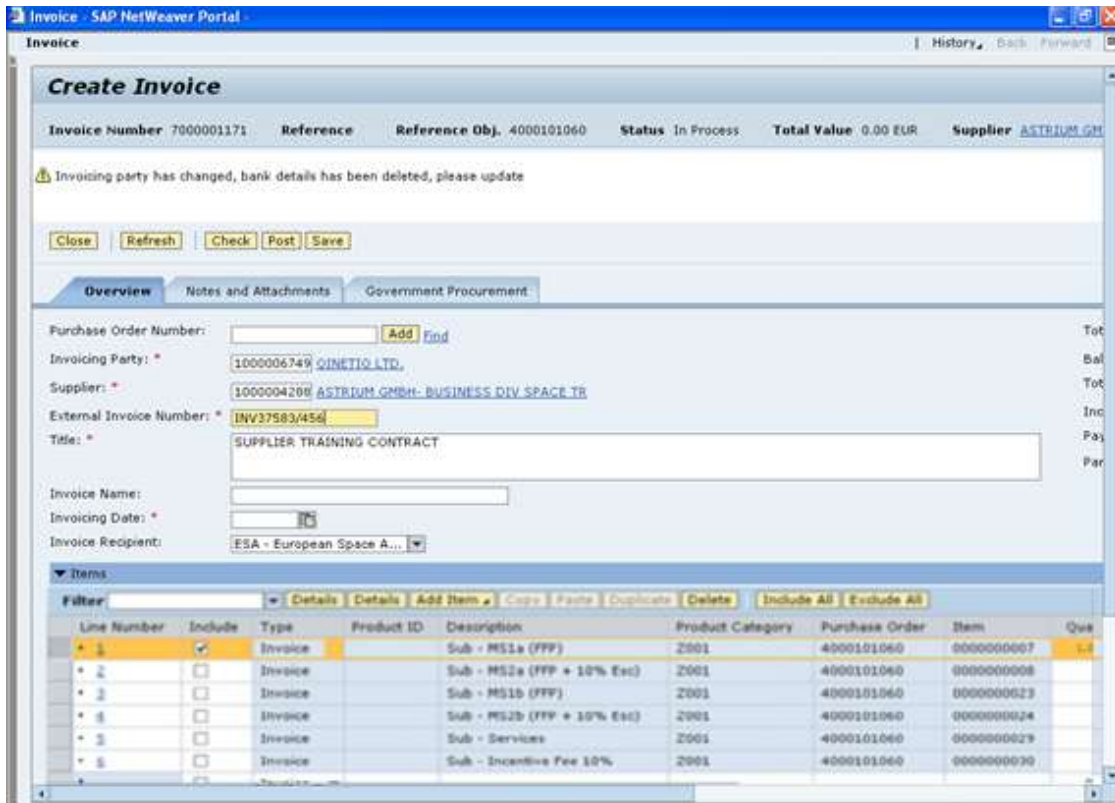 Invoice - SAP NetWeaver Portal -
Invoice | History Back Forward
Create Invoice
Invoice Number 7000001171 Reference Reference Obj. 4000101060 Status In Process Total Value 0.00 EUR Supplier ASTRIUM GM
Invoicing party has changed, bank details has been deleted, please update
Close Refresh Check Post Save
Overview Notes and Attachments Government Procurement
Purchase Order Number: Add Find Tot
Invoicing Party: * 1000006749 QINETIQ LTD. Bal
Supplier: * 1000004288 ASTRIUM GMBH- BUSINESS DIV SPACE TR Tot
External Invoice Number: * INV37583/456 Inc
Title: * SUPPLIER TRAINING CONTRACT Pay
Par
Invoice Name:
Invoicing Date: *
Invoice Recipient: ESA - European Space A...
Items
Filter Details Details Add Item Copy Paste Duplicate Delete Include All Exclude All
Line Number Include Type Product ID Description Product Category Purchase Order Item Qua
1 Invoice Sub - MS1a (FFP) Z001 4000101060 0000000007
2 Invoice Sub - MS2a (FFP + 10% Esc) Z001 4000101060 0000000008
3 Invoice Sub - MS1b (FFP) Z001 4000101060 0000000023
4 Invoice Sub - MS2b (FFP + 10% Esc) Z001 4000101060 0000000024
5 Invoice Sub - Services Z001 4000101060 0000000029
6 Invoice Sub - Incentive Fee 10% Z001 4000101060 0000000030